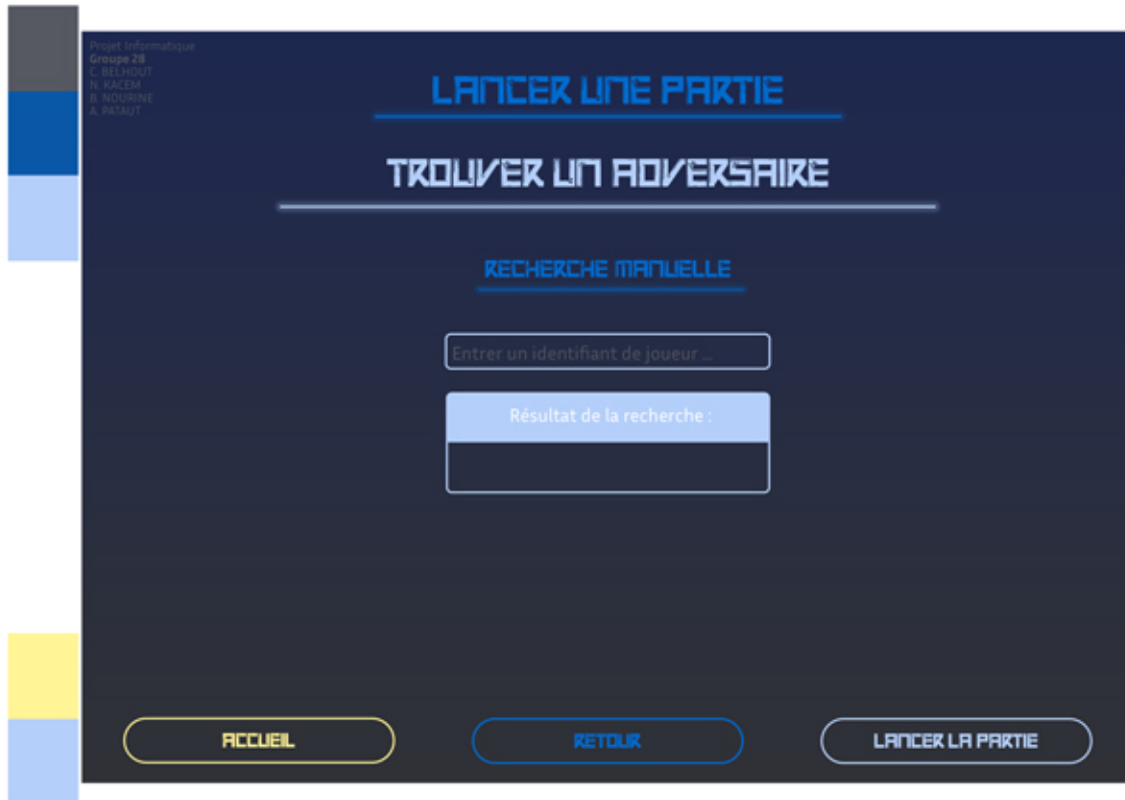 Projet Informatique
Groupe 28
C. BELHOUT
N. KACEM
B. NOURINE
A. PATAUT
LANCER UNE PARTIE
TROUVER UN ADVERSAIRE
RECHERCHE MANUELLE
Entrer un identifiant de joueur ...
Résultat de la recherche :
ACCUEIL
RETOUR
LANCER LA PARTIE